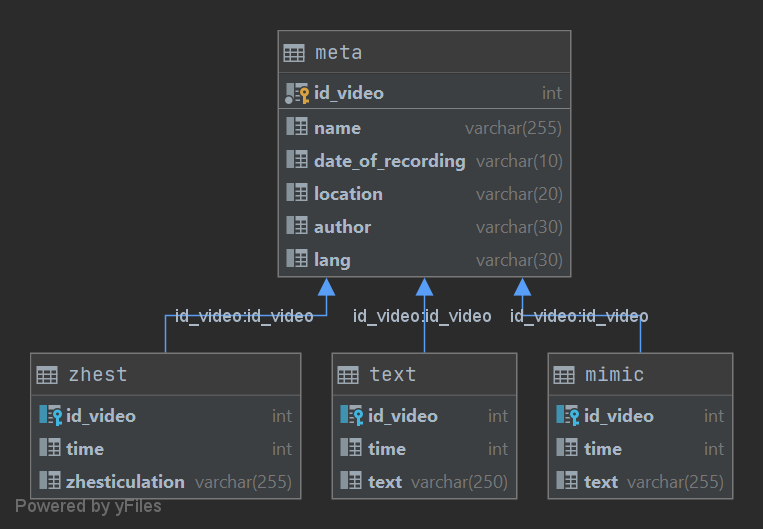 meta
id_video int
name varchar(255)
date_of_recording varchar(10)
location varchar(20)
author varchar(30)
lang varchar(30)
id_video:id_video id_video:id_video id_video:id_video
zhest
id_video int
time int
zhesticulation varchar(255)
text
id_video int
time int
text varchar(250)
mimic
id_video int
time int
text varchar(255)
Powered by yFiles